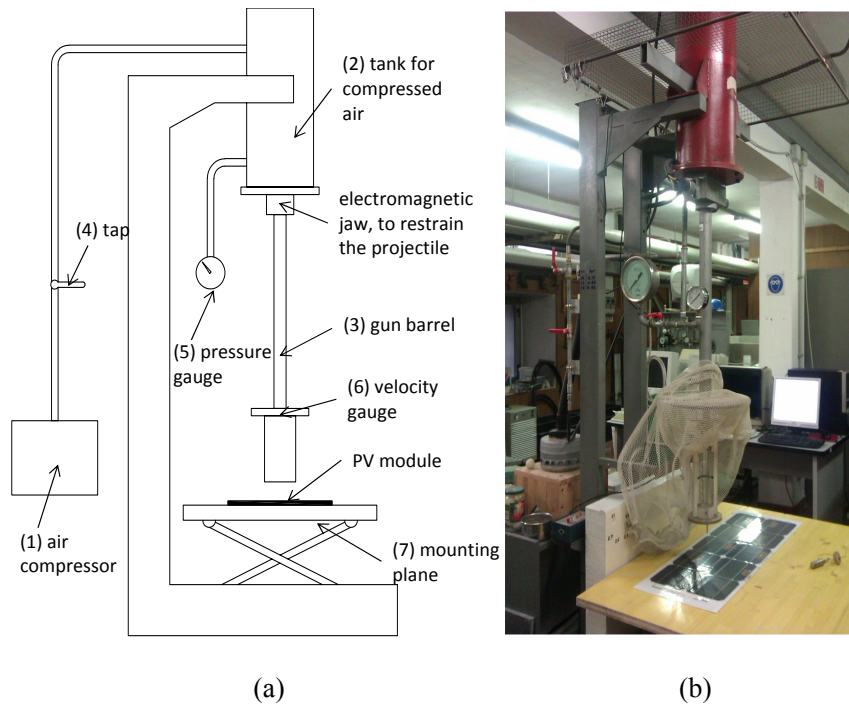 (2) tank for
compressed
air
electromagnetic
jaw, to restrain
the projectile
(4) tap
(3) gun barrel
(5) pressure
gauge
(6) velocity
gauge
PV module
(1) air
compressor
(7) mounting
plane
(a)
(b)